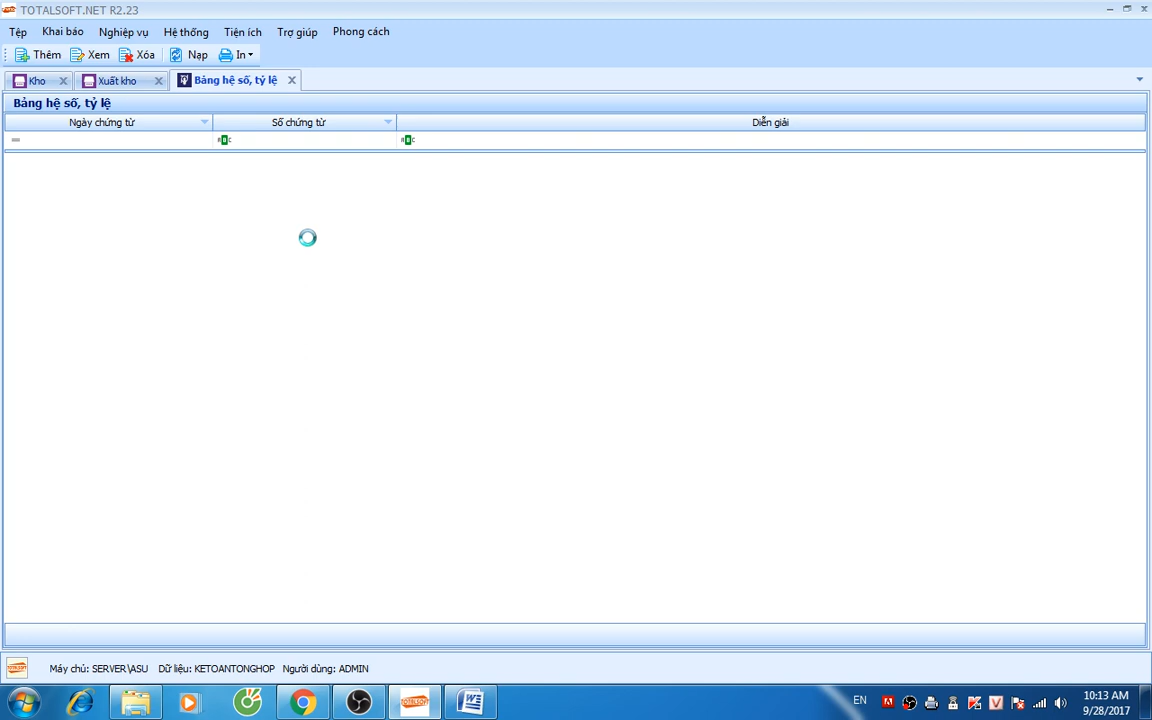 TOTALSOFT.NET R2.23
Tệp Khai báo Nghiệp vụ Hệ thống Tiện ích Trợ giúp Phong cách
Thêm Xem Xóa Nạp In
Kho Xuất kho Bảng hệ số, tỷ lệ
Bảng hệ số, tỷ lệ
Ngày chứng từ Số chứng từ Diễn giải
Máy chủ: SERVER\ASU Dữ liệu: KETOANTONGHOP Người dùng: ADMIN
EN
10:13 AM
9/28/2017